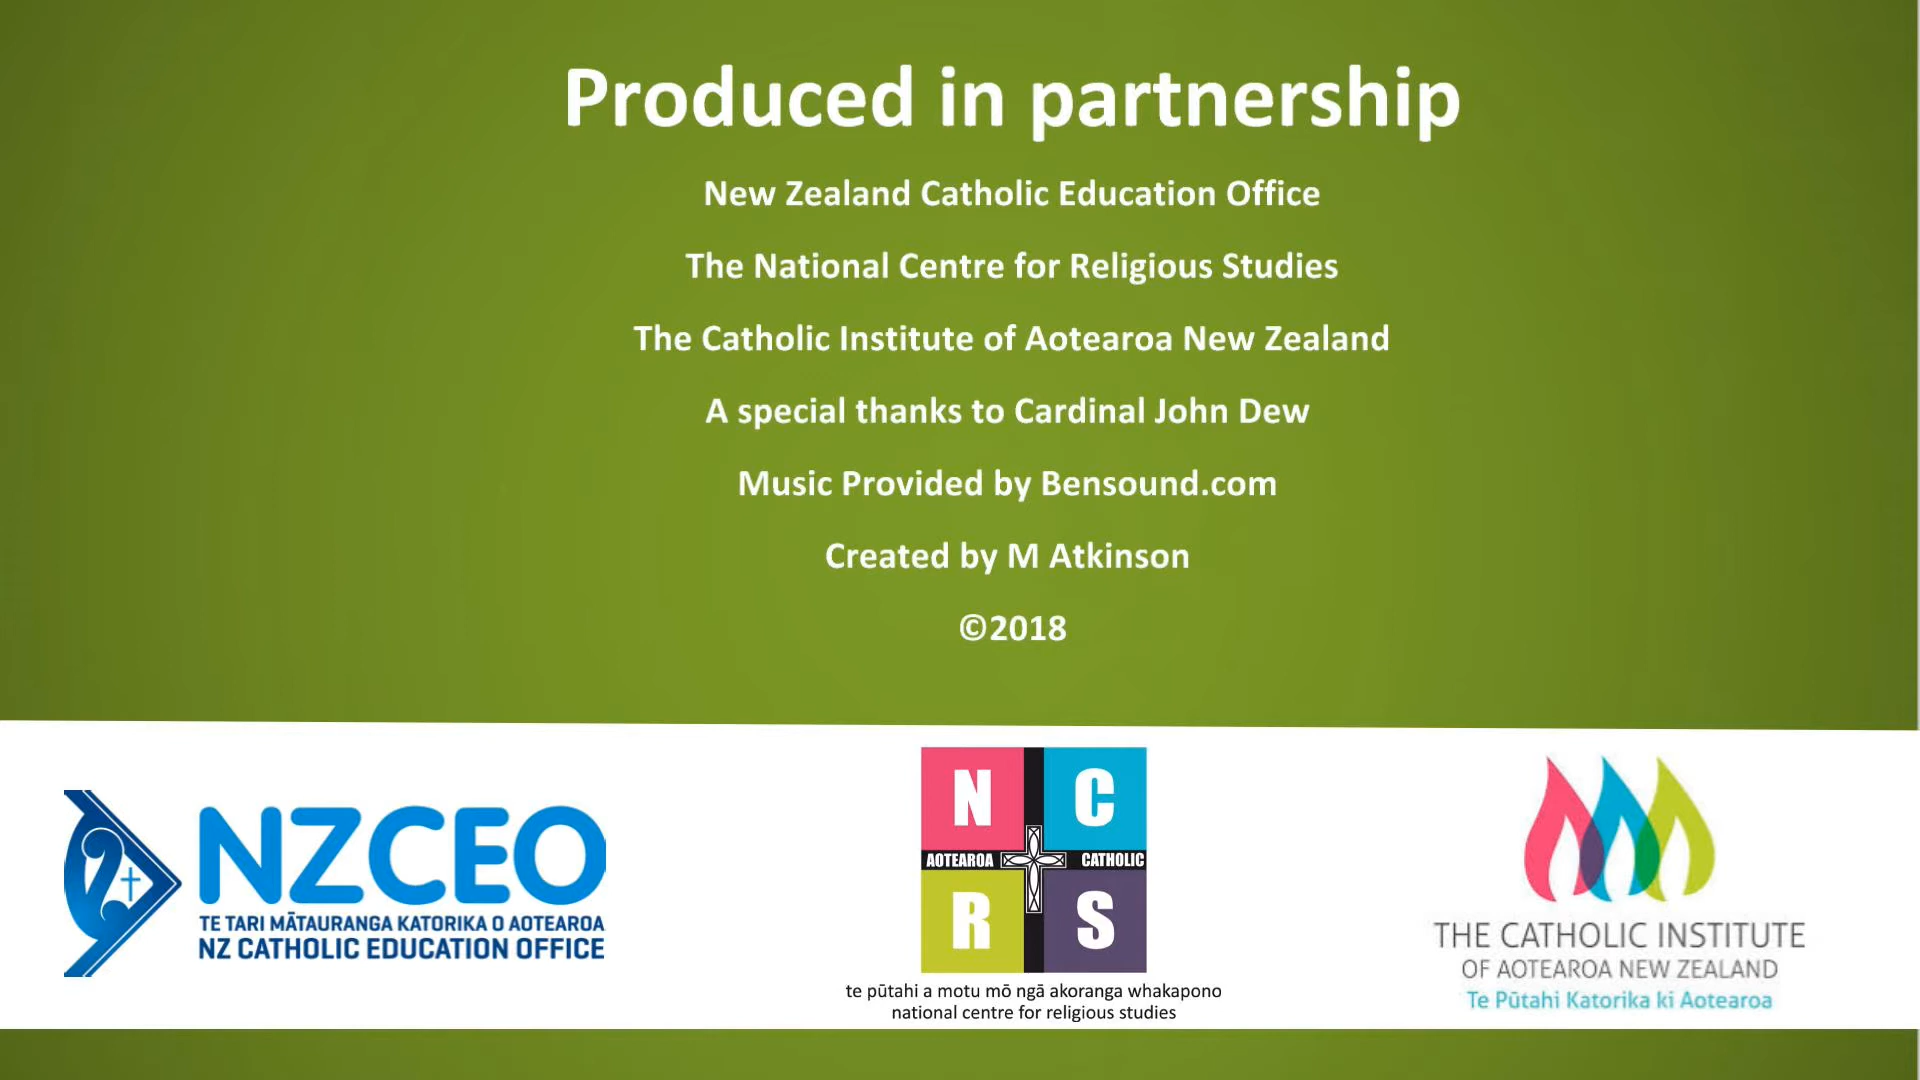 Produced in partnership
New Zealand Catholic Education Office
The National Centre for Religious Studies
The Catholic Institute of Aotearoa New Zealand
A special thanks to Cardinal John Dew
Music Provided by Bensound.com
Created by M Atkinson
©2018
NZCEO
TE TARI MĀTAURANGA KATORIKA O AOTEAROA
NZ CATHOLIC EDUCATION OFFICE
N C
AOTEAROA CATHOLIC
R S
te pūtahi a motu mō ngā akoranga whakapono
national centre for religious studies
THE CATHOLIC INSTITUTE
OF AOTEAROA NEW ZEALAND
Te Pūtahi Katorika ki Aotearoa